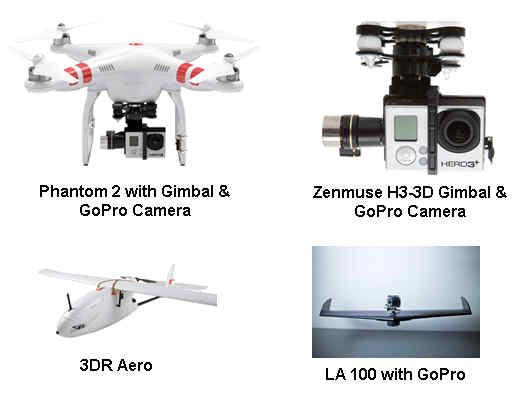 HERO3+
Phantom 2 with Gimbal &
GoPro Camera
Zenmuse H3-3D Gimbal &
GoPro Camera
3DR Aero
LA 100 with GoPro